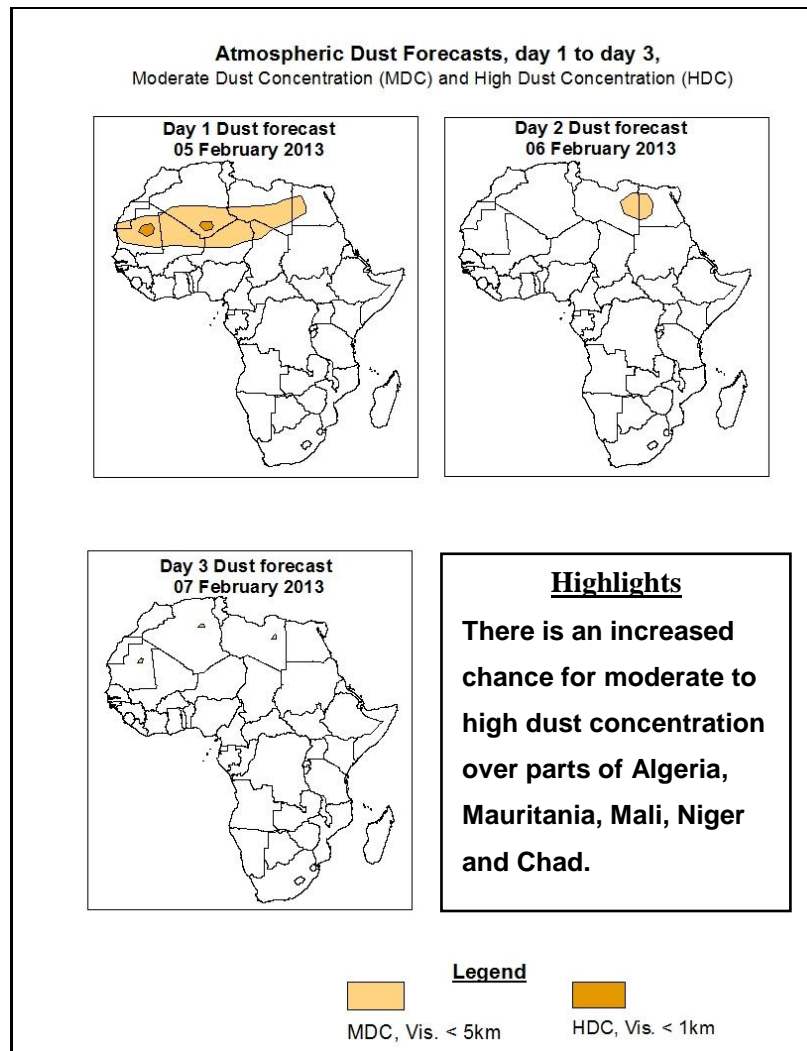 Atmospheric Dust Forecasts, day 1 to day 3,
Moderate Dust Concentration (MDC) and High Dust Concentration (HDC)
Day 1 Dust forecast
05 February 2013
Day 2 Dust forecast
06 February 2013
Day 3 Dust forecast
07 February 2013
Highlights
There is an increased
chance for moderate to
high dust concentration
over parts of Algeria,
Mauritania, Mali, Niger
and Chad.
Legend
MDC, Vis. < 5km
HDC, Vis. < 1km